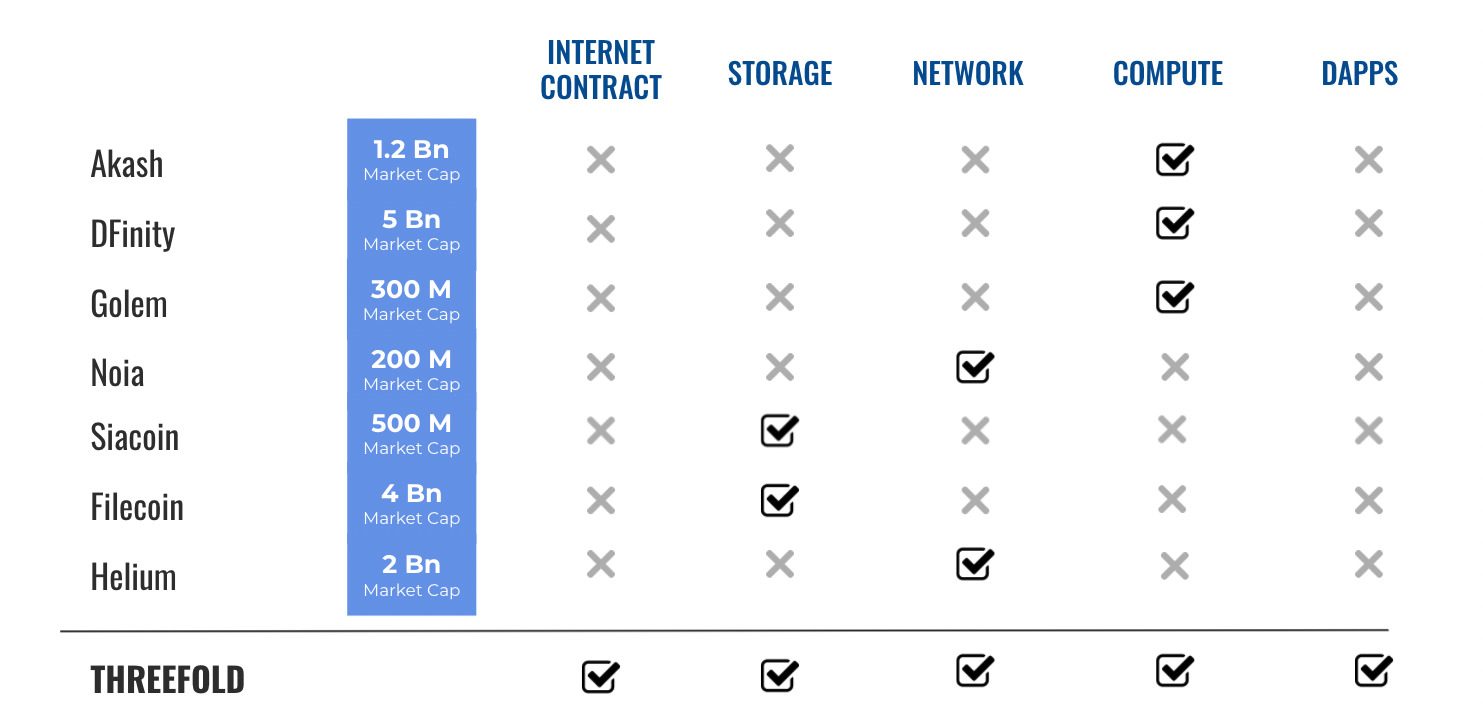 INTERNET
CONTRACT
STORAGE
NETWORK
COMPUTE
DAPPS
Akash
1.2 Bn
Market Cap
DFinity
5 Bn
Market Cap
Golem
300 M
Market Cap
Noia
200 M
Market Cap
Siacoin
500 M
Market Cap
Filecoin
4 Bn
Market Cap
Helium
2 Bn
Market Cap
THREEFOLD